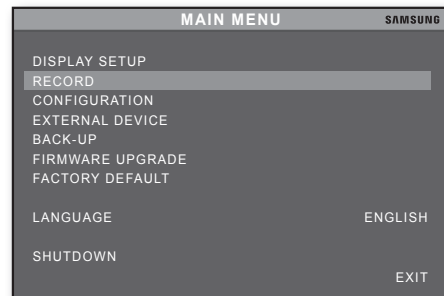 MAIN MENU SAMSUNG
DISPLAY SETUP
RECORD
CONFIGURATION
EXTERNAL DEVICE
BACK-UP
FIRMWARE UPGRADE
FACTORY DEFAULT
LANGUAGE ENGLISH
SHUTDOWN
EXIT